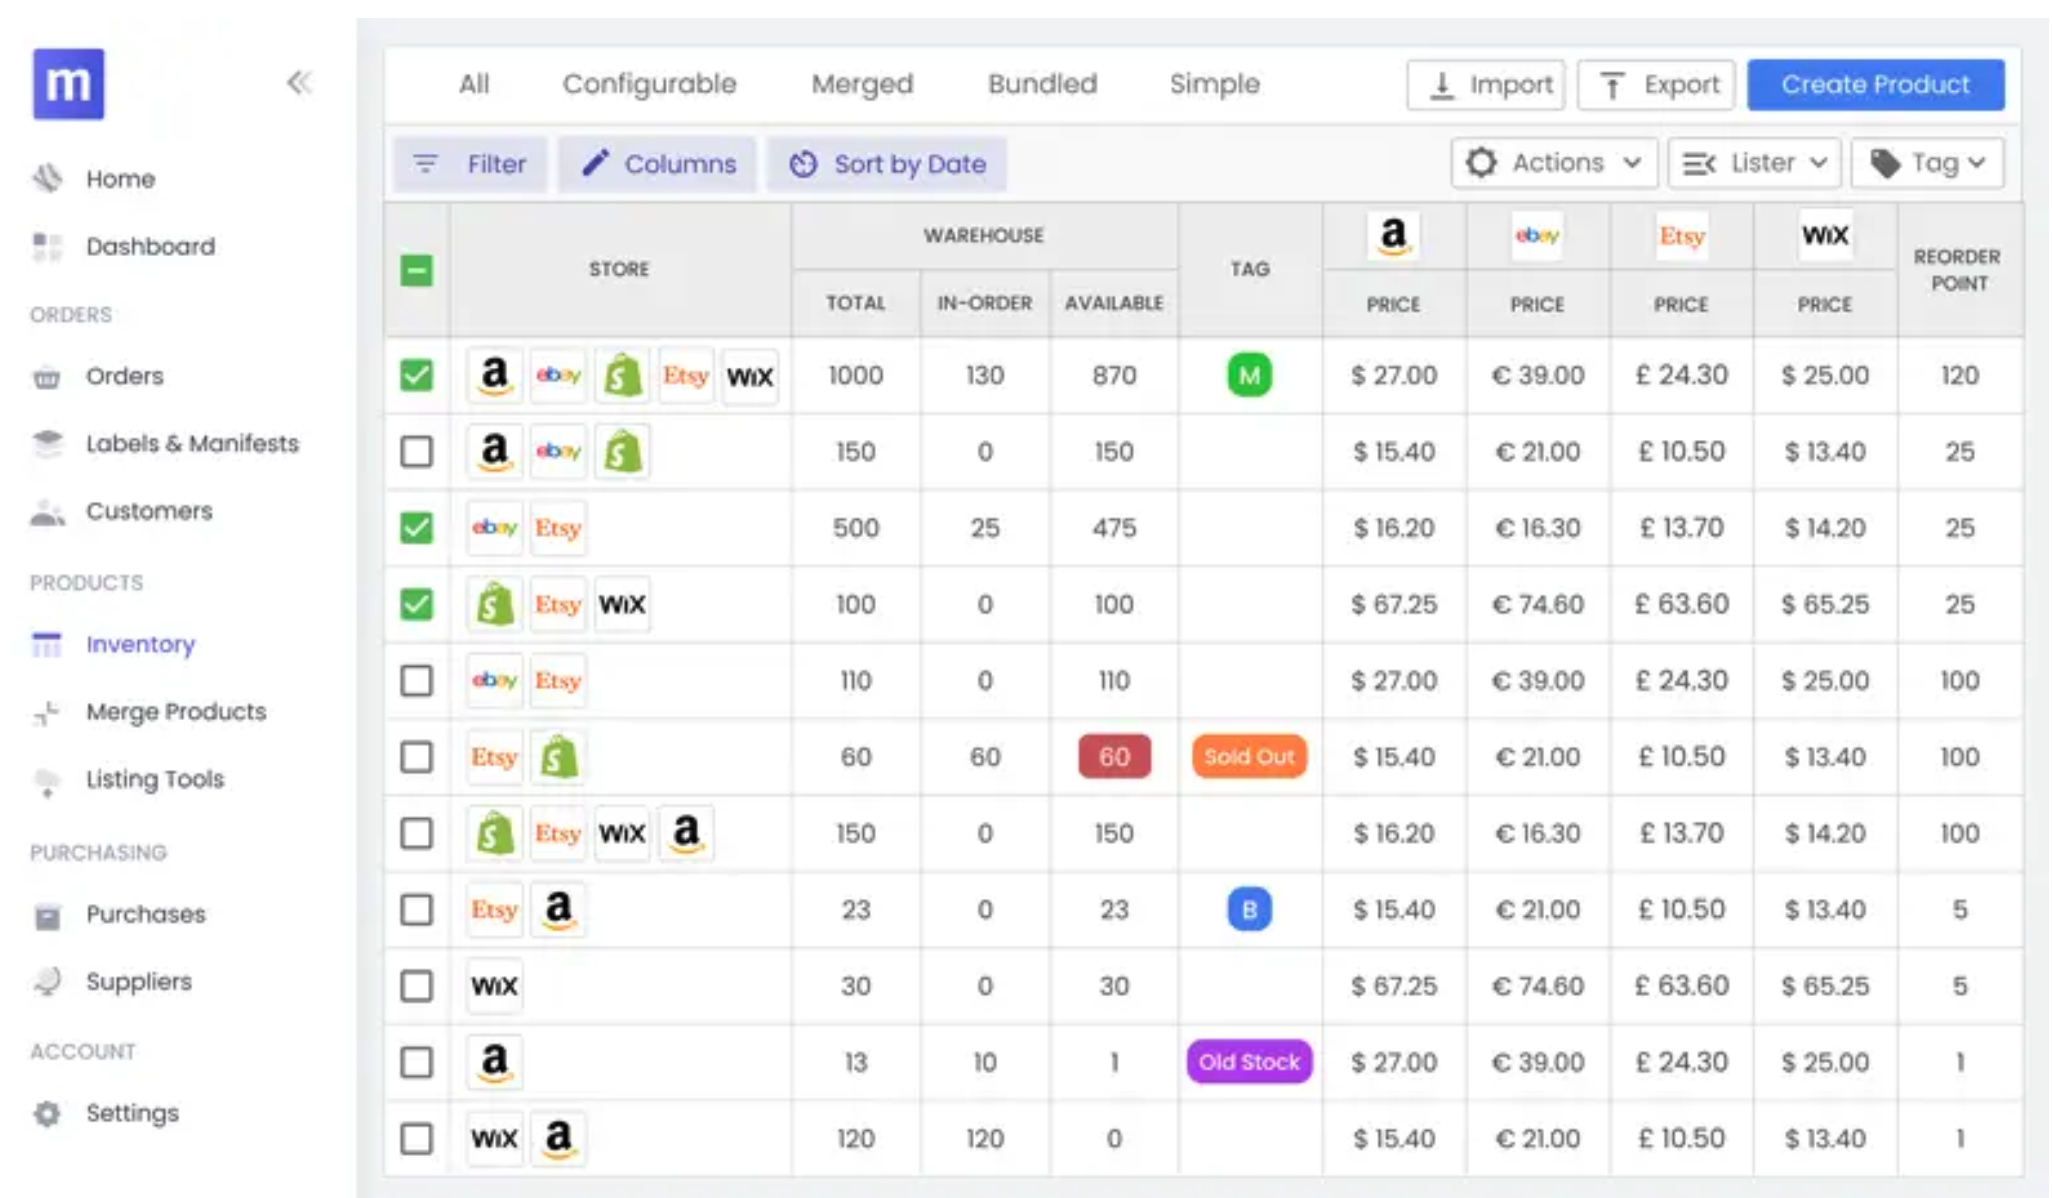 m
Home
Dashboard
ORDERS
Orders
Labels & Manifests
Customers
PRODUCTS
Inventory
Merge Products
Listing Tools
PURCHASING
Purchases
Suppliers
ACCOUNT
Settings
All Configurable Merged Bundled Simple Import Export Create Product
Filter Columns Sort by Date Actions Lister Tag
STORE WAREHOUSE TAG a ebay Etsy WiX REORDER POINT
TOTAL IN-ORDER AVAILABLE PRICE PRICE PRICE PRICE
a ebay S Etsy WiX 1000 130 870 M $ 27.00 € 39.00 £ 24.30 $ 25.00 120
a ebay S 150 0 150 $ 15.40 € 21.00 £ 10.50 $ 13.40 25
ebay Etsy 500 25 475 $ 16.20 € 16.30 £ 13.70 $ 14.20 25
S Etsy WiX 100 0 100 $ 67.25 € 74.60 £ 63.60 $ 65.25 25
ebay Etsy 110 0 110 $ 27.00 € 39.00 £ 24.30 $ 25.00 100
Etsy S 60 60 60 Sold Out $ 15.40 € 21.00 £ 10.50 $ 13.40 100
S Etsy WiX a 150 0 150 $ 16.20 € 16.30 £ 13.70 $ 14.20 100
Etsy a 23 0 23 B $ 15.40 € 21.00 £ 10.50 $ 13.40 5
WiX 30 0 30 $ 67.25 € 74.60 £ 63.60 $ 65.25 5
a 13 10 1 Old Stock $ 27.00 € 39.00 £ 24.30 $ 25.00 1
WiX a 120 120 0 $ 15.40 € 21.00 £ 10.50 $ 13.40 1